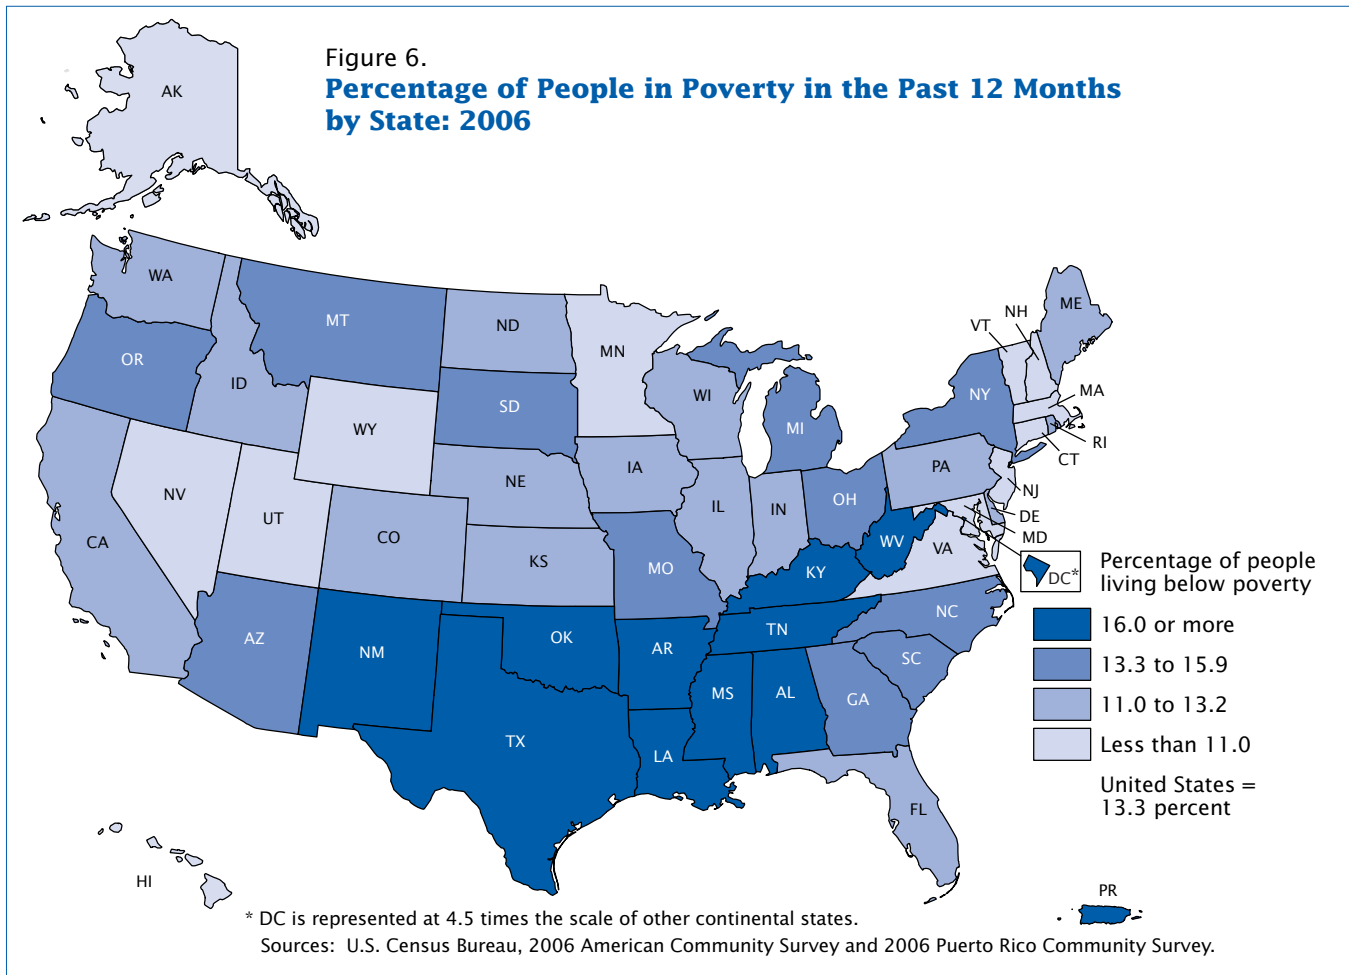 Figure 6.
Percentage of People in Poverty in the Past 12 Months
by State: 2006
AK
WA
MT
ND
MN
ME
NH
VT
OR
ID
SD
WI
NY
MA
WY
MI
RI
CT
IA
PA
NE
NV
NJ
OH
IL
IN
UT
DE
CO
MD
CA
WV
VA
KS
DC*
MO
KY
Percentage of people
living below poverty
NC
16.0 or more
TN
AZ
OK
NM
AR
SC
13.3 to 15.9
MS
AL
GA
11.0 to 13.2
TX
LA
Less than 11.0
United States =
13.3 percent
FL
HI
PR
* DC is represented at 4.5 times the scale of other continental states.
Sources: U.S. Census Bureau, 2006 American Community Survey and 2006 Puerto Rico Community Survey.